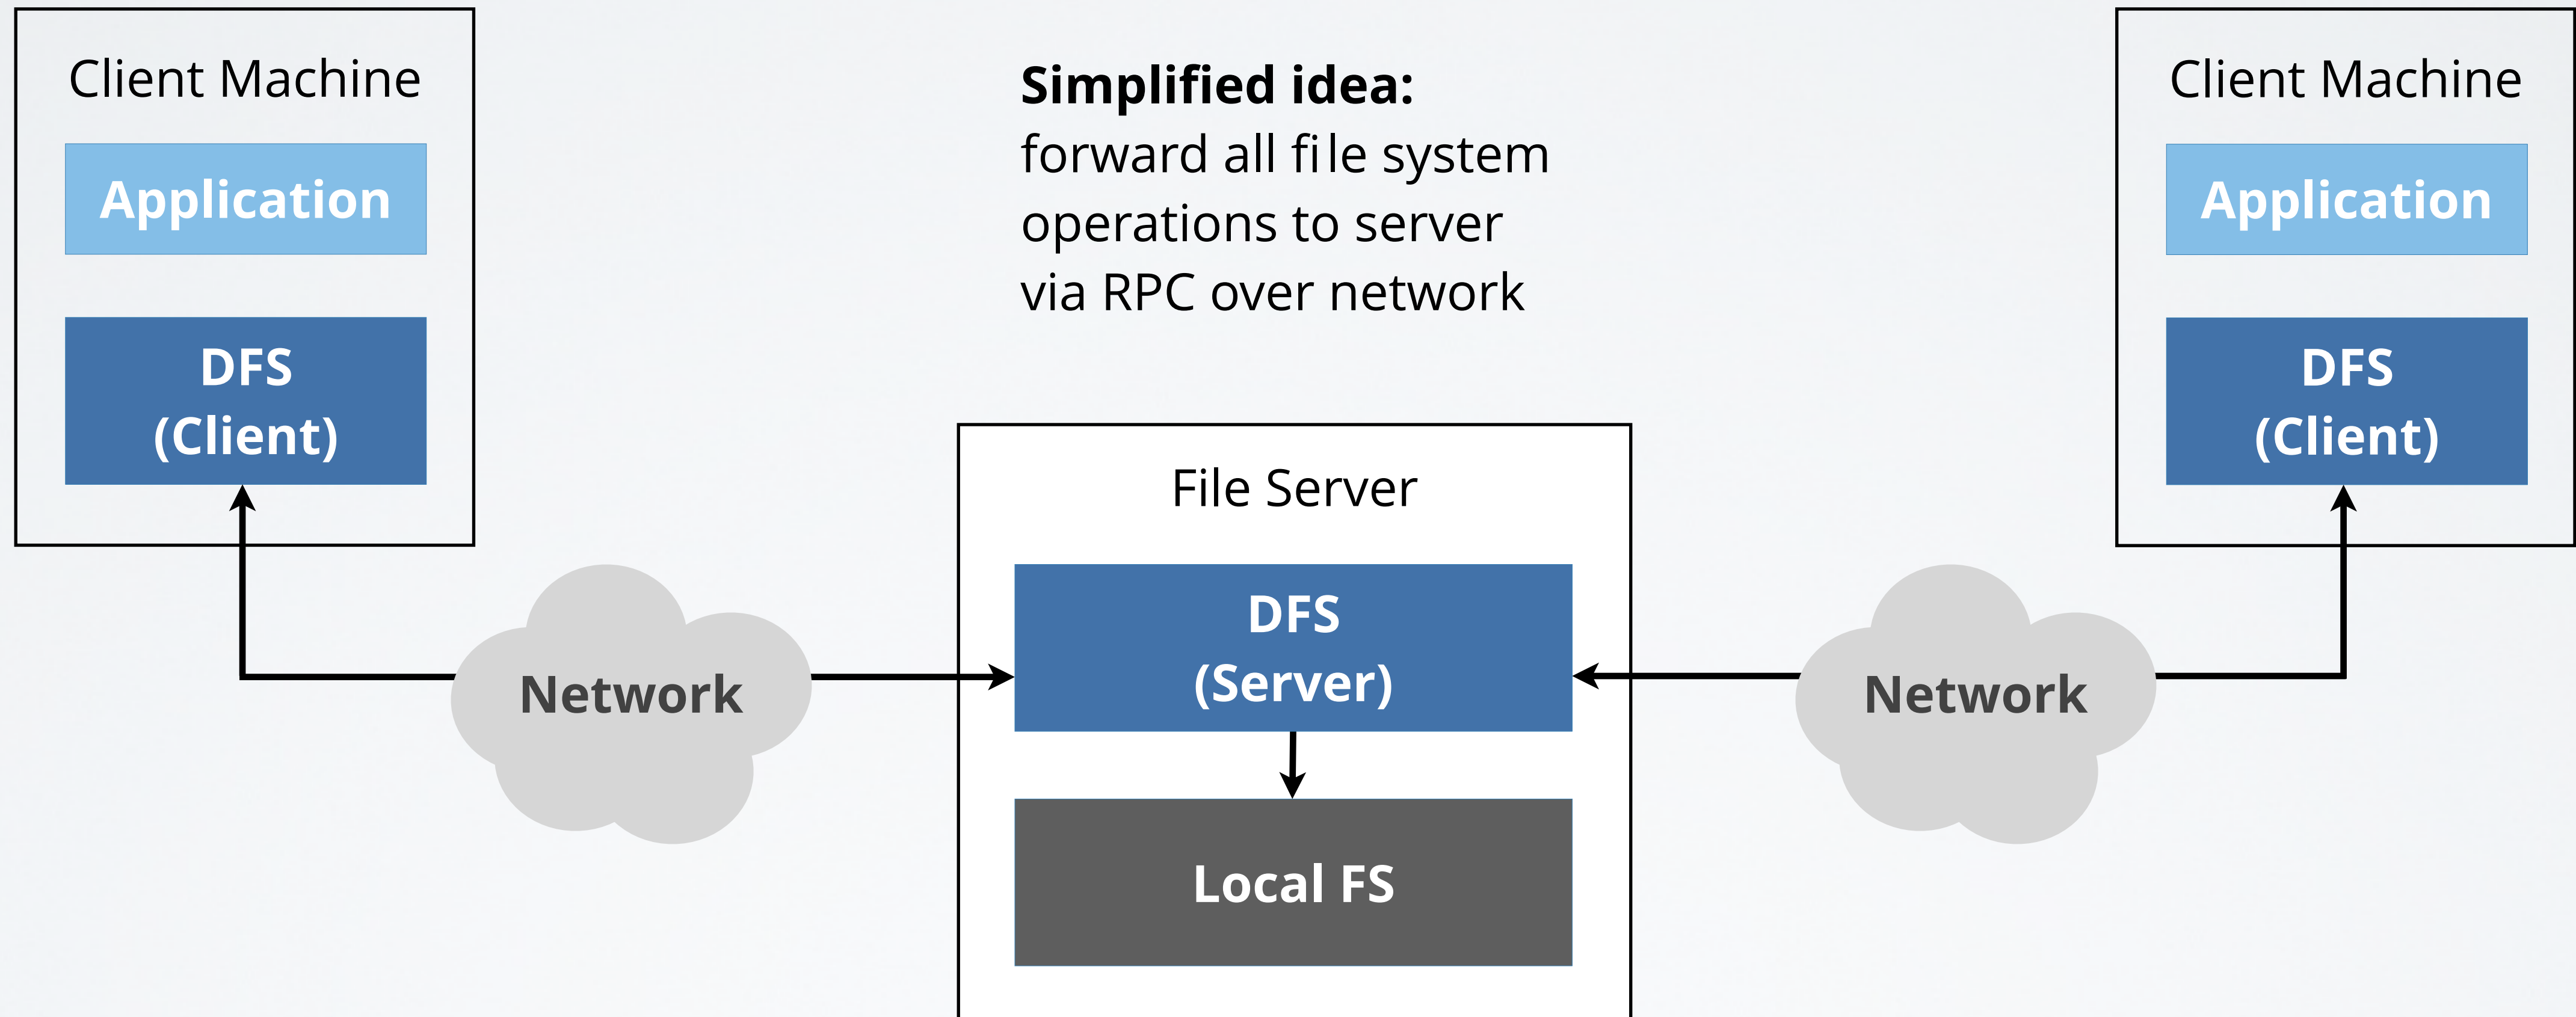 Client Machine
Application
DFS
(Client)
Simplified idea:
forward all file system
operations to server
via RPC over network
Client Machine
Application
DFS
(Client)
File Server
DFS
(Server)
Local FS
Network
Network